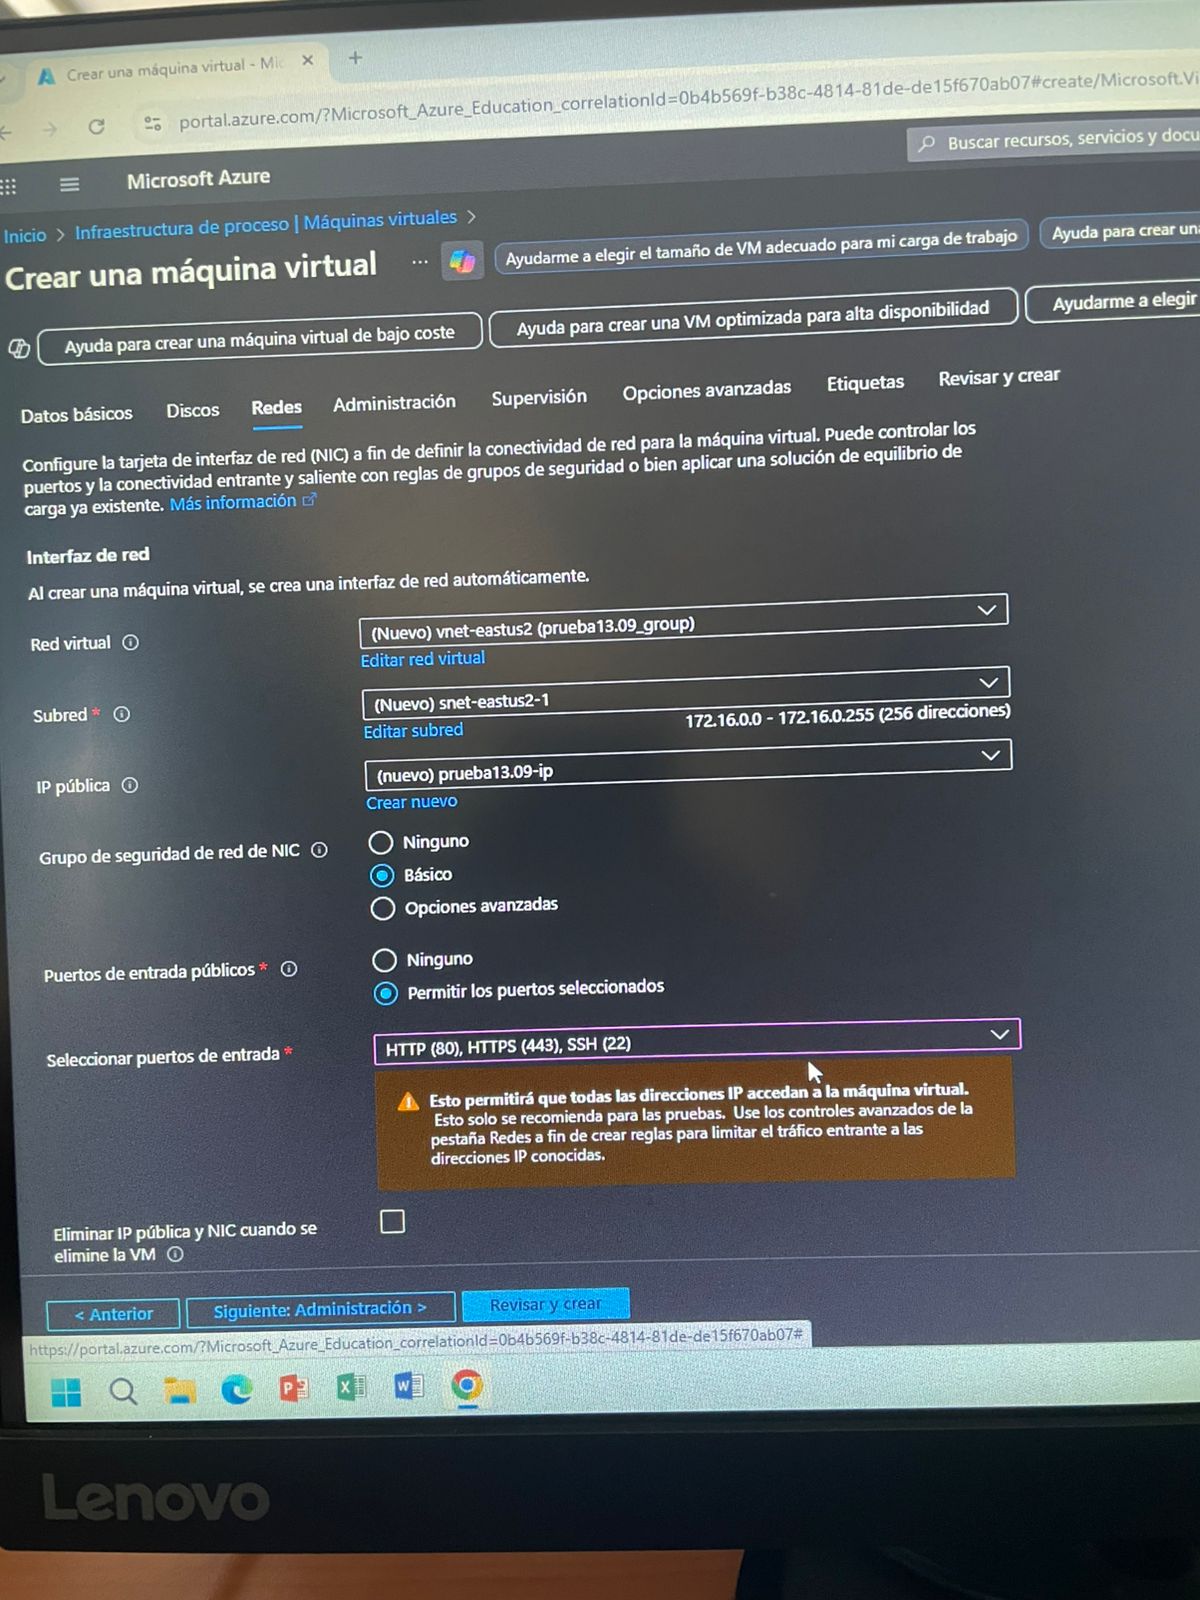 Crear una máquina virtual - Mic
portal.azure.com/?Microsoft_Azure_Education_correlationId=0b4b569f-b38c-4814-81de-de15f670ab07#create/Microsoft.Vi
Microsoft Azure
Buscar recursos, servicios y docu
Inicio > Infraestructura de proceso | Máquinas virtuales >
Crear una máquina virtual
...
Ayudarme a elegir el tamaño de VM adecuado para mi carga de trabajo
Ayuda para crear una
Ayuda para crear una máquina virtual de bajo coste
Ayuda para crear una VM optimizada para alta disponibilidad
Ayudarme a elegir
Datos básicos Discos Redes Administración Supervisión Opciones avanzadas Etiquetas Revisar y crear
Configure la tarjeta de interfaz de red (NIC) a fin de definir la conectividad de red para la máquina virtual. Puede controlar los
puertos y la conectividad entrante y saliente con reglas de grupos de seguridad o bien aplicar una solución de equilibrio de
carga ya existente. Más información
Interfaz de red
Al crear una máquina virtual, se crea una interfaz de red automáticamente.
Red virtual
(Nuevo) vnet-eastus2 (prueba13.09_group)
Editar red virtual
Subred *
(Nuevo) snet-eastus2-1
Editar subred
172.16.0.0 - 172.16.0.255 (256 direcciones)
IP pública
(nuevo) prueba13.09-ip
Crear nuevo
Grupo de seguridad de red de NIC
Ninguno
Básico
Opciones avanzadas
Puertos de entrada públicos *
Ninguno
Permitir los puertos seleccionados
Seleccionar puertos de entrada *
HTTP (80), HTTPS (443), SSH (22)
Esto permitirá que todas las direcciones IP accedan a la máquina virtual.
Esto solo se recomienda para las pruebas. Use los controles avanzados de la
pestaña Redes a fin de crear reglas para limitar el tráfico entrante a las
direcciones IP conocidas.
Eliminar IP pública y NIC cuando se
elimine la VM
< Anterior
Siguiente: Administración >
Revisar y crear
https://portal.azure.com/?Microsoft_Azure_Education_correlationId=0b4b569f-b38c-4814-81de-de15f670ab07#
P
X
W
Lenovo